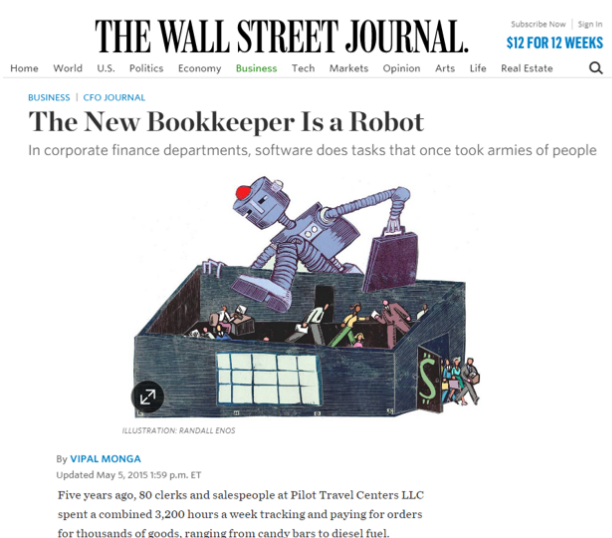 Subscribe Now | Sign In
THE WALL STREET JOURNAL.
$12 FOR 12 WEEKS
Home World U.S. Politics Economy Business Tech Markets Opinion Arts Life Real Estate
BUSINESS | CFO JOURNAL
The New Bookkeeper Is a Robot
In corporate finance departments, software does tasks that once took armies of people
$
ILLUSTRATION: RANDALL ENOS
By VIPAL MONGA
Updated May 5, 2015 1:59 p.m. ET
Five years ago, 80 clerks and salespeople at Pilot Travel Centers LLC
spent a combined 3,200 hours a week tracking and paying for orders
for thousands of goods, ranging from candy bars to diesel fuel.